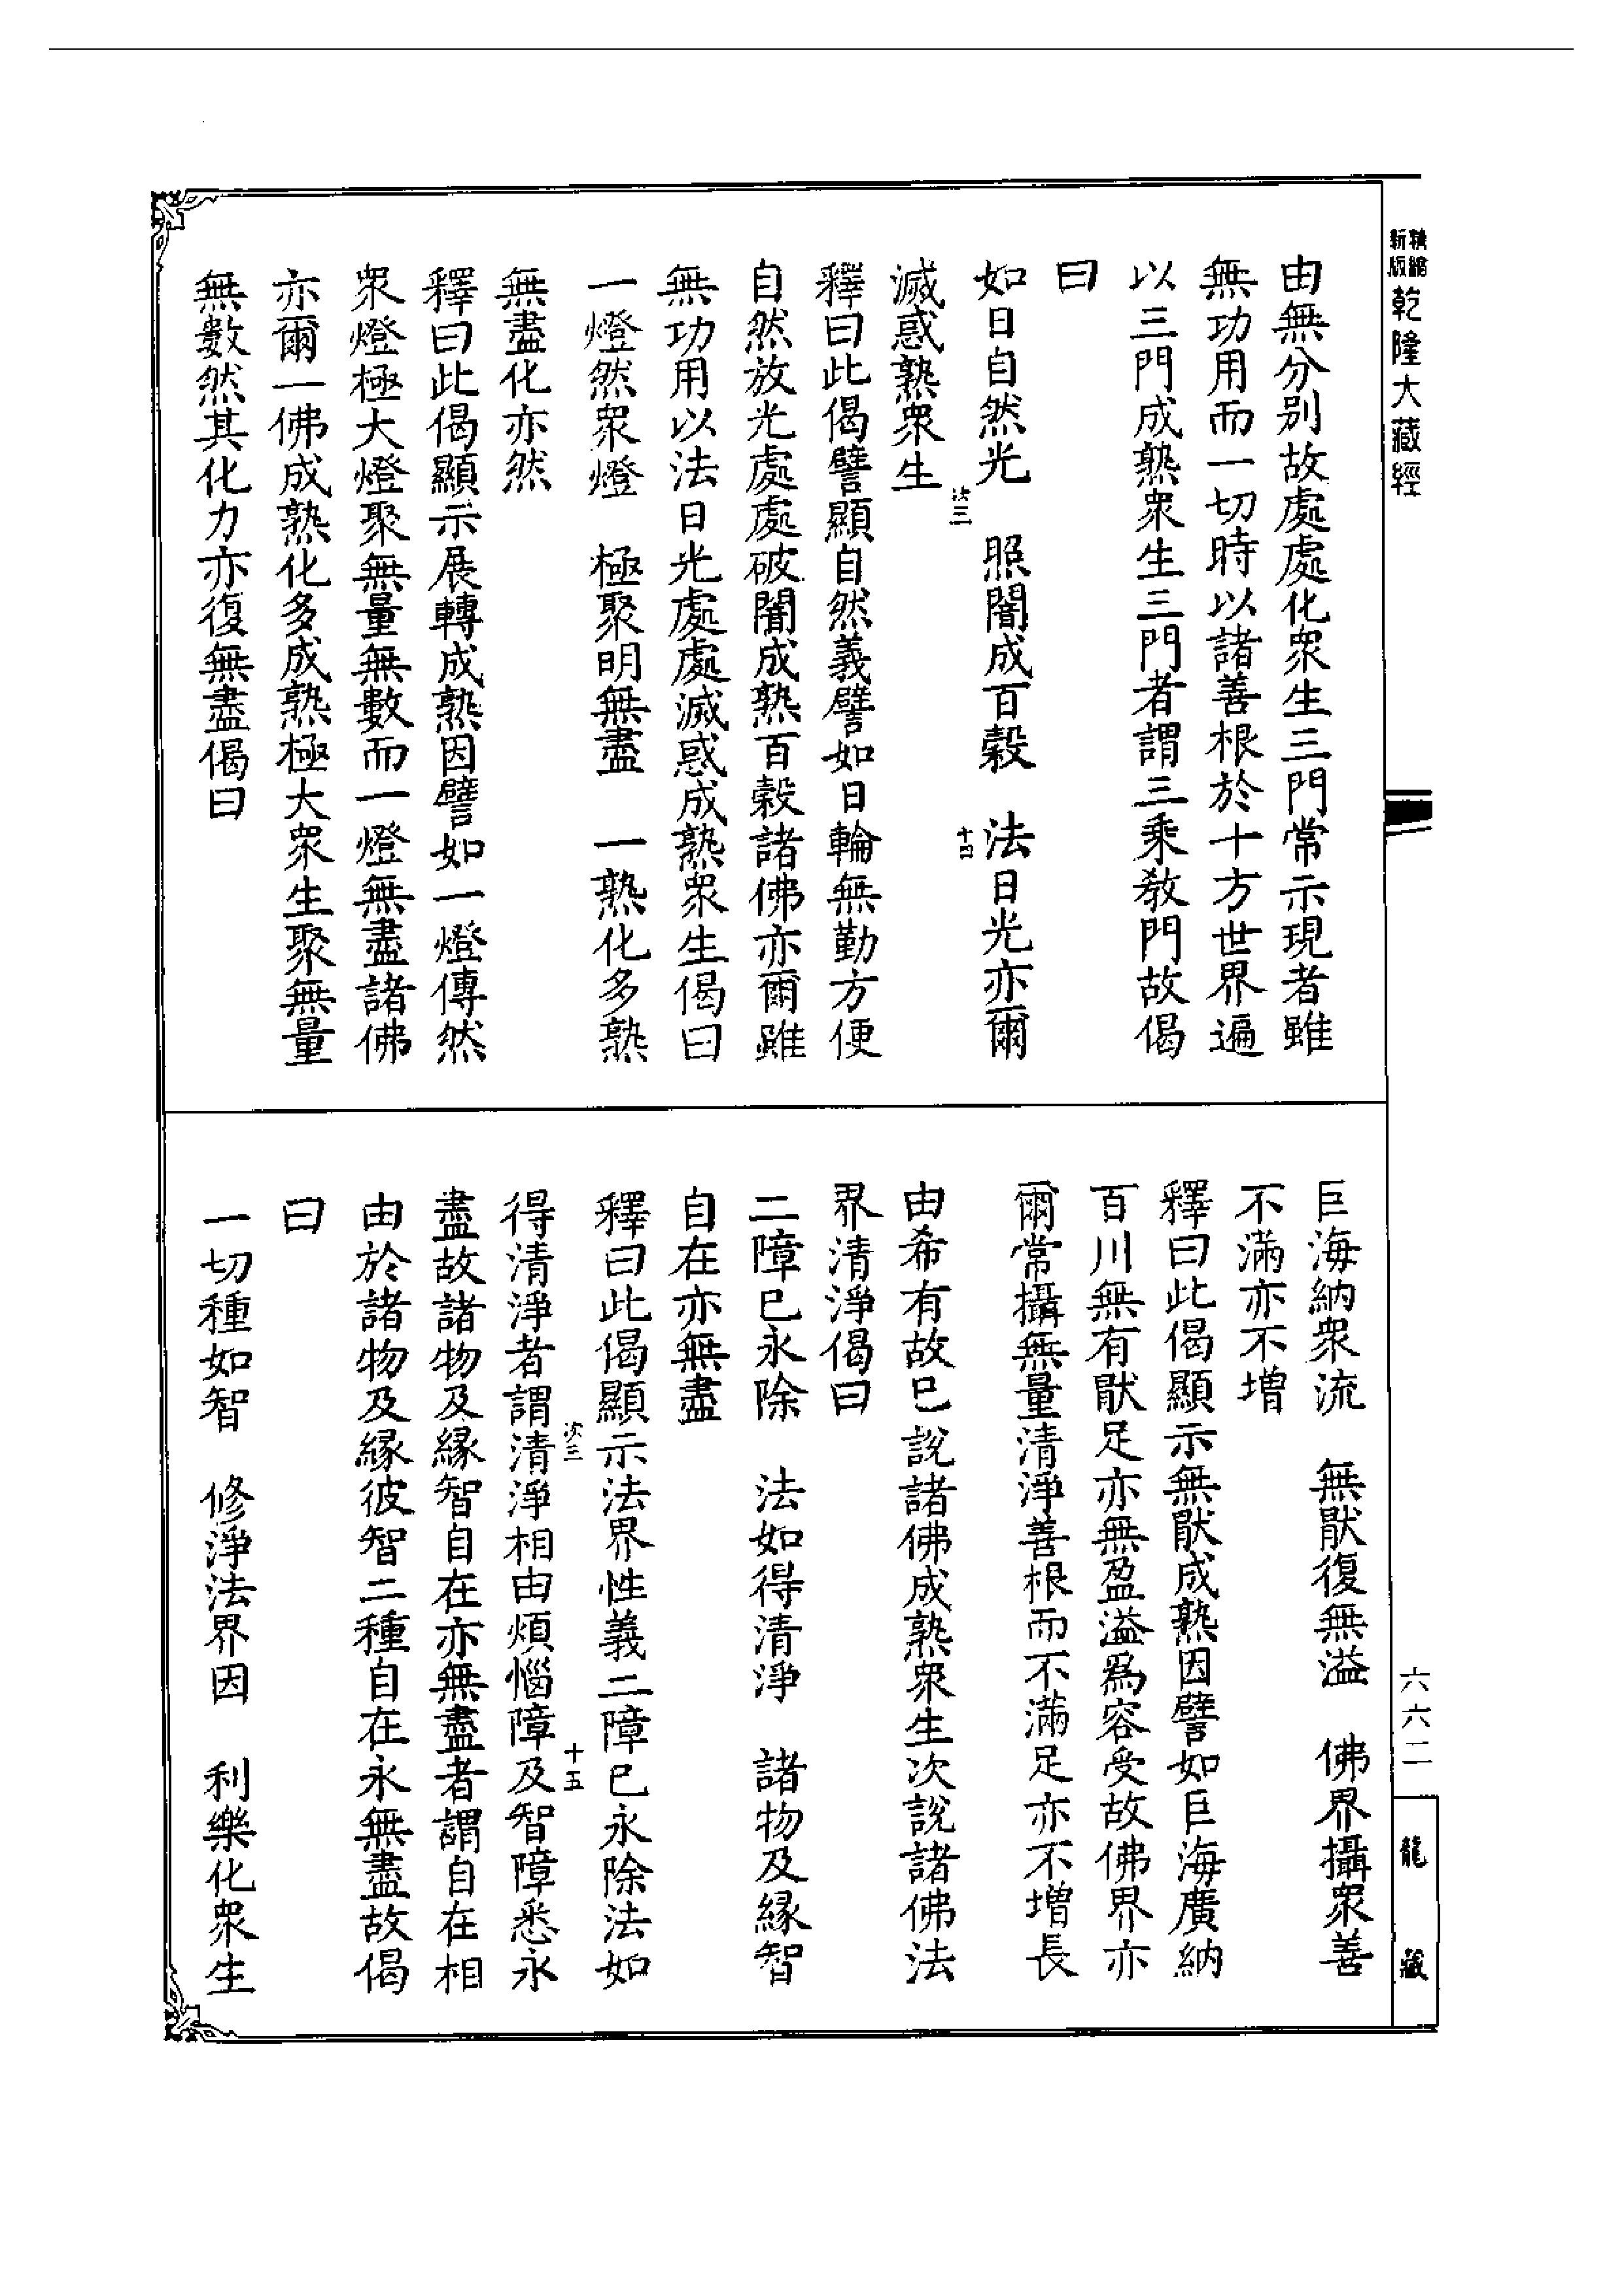 精縮新版乾隆大藏經
由無分別故處處化衆生三門常示現者雖
無功用而一切時以諸善根於十方世界遍
以三門成熟衆生三門者謂三乘教門故偈
曰
如日自然光　照闇成百穀　法日光亦爾
次三　十四
滅惑熟衆生
釋曰此偈譬顯自然義譬如日輪無勤方便
自然放光處處破闇成熟百穀諸佛亦爾雖
無功用以法日光處處滅惑成熟衆生偈曰
一燈然衆燈　極聚明無盡　一熟化多熟
無盡化亦然
釋曰此偈顯示展轉成熟因譬如一燈傳然
衆燈極大燈聚無量無數而一燈無盡諸佛
亦爾一佛成熟化多成熟極大衆生聚無量
無數然其化力亦復無盡偈曰
巨海納衆流　無猒復無溢　佛界攝衆善
不滿亦不增
釋曰此偈顯示無猒成熟因譬如巨海廣納
百川無有猒足亦無盈溢爲容受故佛界亦
爾常攝無量清淨善根而不滿足亦不增長
由希有故已說諸佛成熟衆生次說諸佛法
界清淨偈曰
二障已永除　法如得清淨　諸物及緣智
自在亦無盡
釋曰此偈顯示法界性義二障已永除法如
次三　十五
得清淨者謂清淨相由煩惱障及智障悉永
盡故諸物及緣智自在亦無盡者謂自在相
由於諸物及緣彼智二種自在永無盡故偈
曰
一切種如智　修淨法界因　利樂化衆生
六六二
龍藏